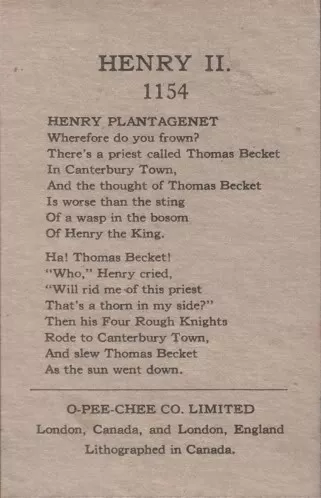 HENRY II.
1154
HENRY PLANTAGENET
Wherefore do you frown?
There's a priest called Thomas Becket
In Canterbury Town,
And the thought of Thomas Becket
Is worse than the sting
Of a wasp in the bosom
Of Henry the King.
Ha! Thomas Becket!
"Who," Henry cried,
"Will rid me of this priest
That's a thorn in my side?"
Then his Four Rough Knights
Rode to Canterbury Town,
And slew Thomas Becket
As the sun went down.
O-PEE-CHEE CO. LIMITED
London, Canada, and London, England
Lithographed in Canada.